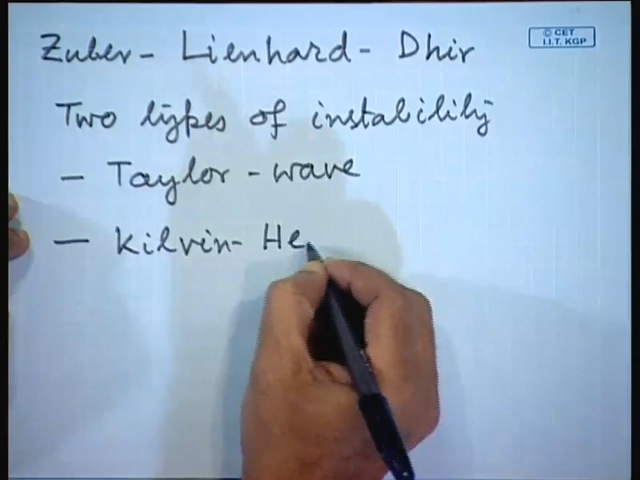 Zuber - Lienhard - Dhir
© CET
I.I.T. KGP
Two types of instability
- Taylor - wave
- Kilvin - He